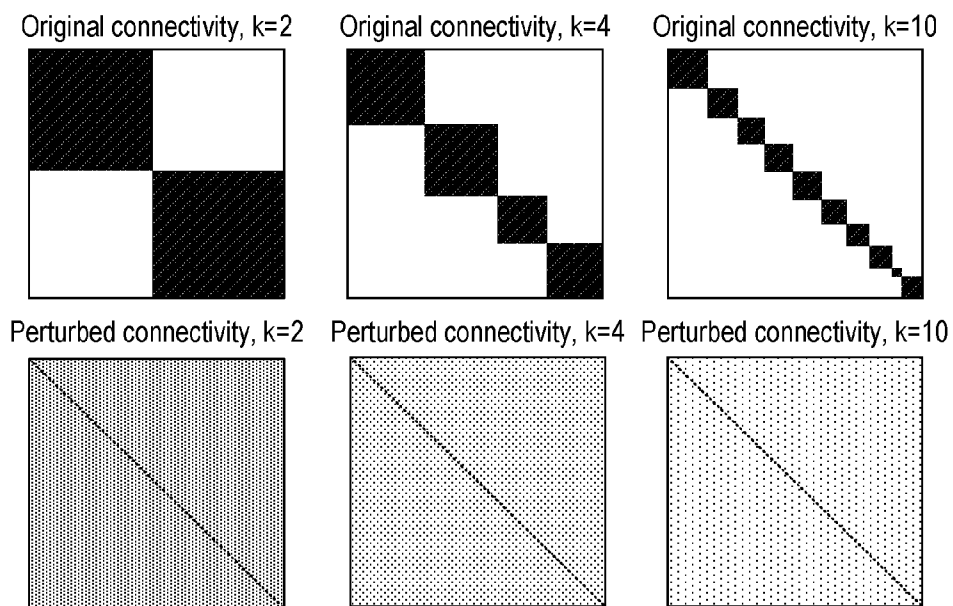 Original connectivity, k=2
Original connectivity, k=4
Original connectivity, k=10
Perturbed connectivity, k=2
Perturbed connectivity, k=4
Perturbed connectivity, k=10